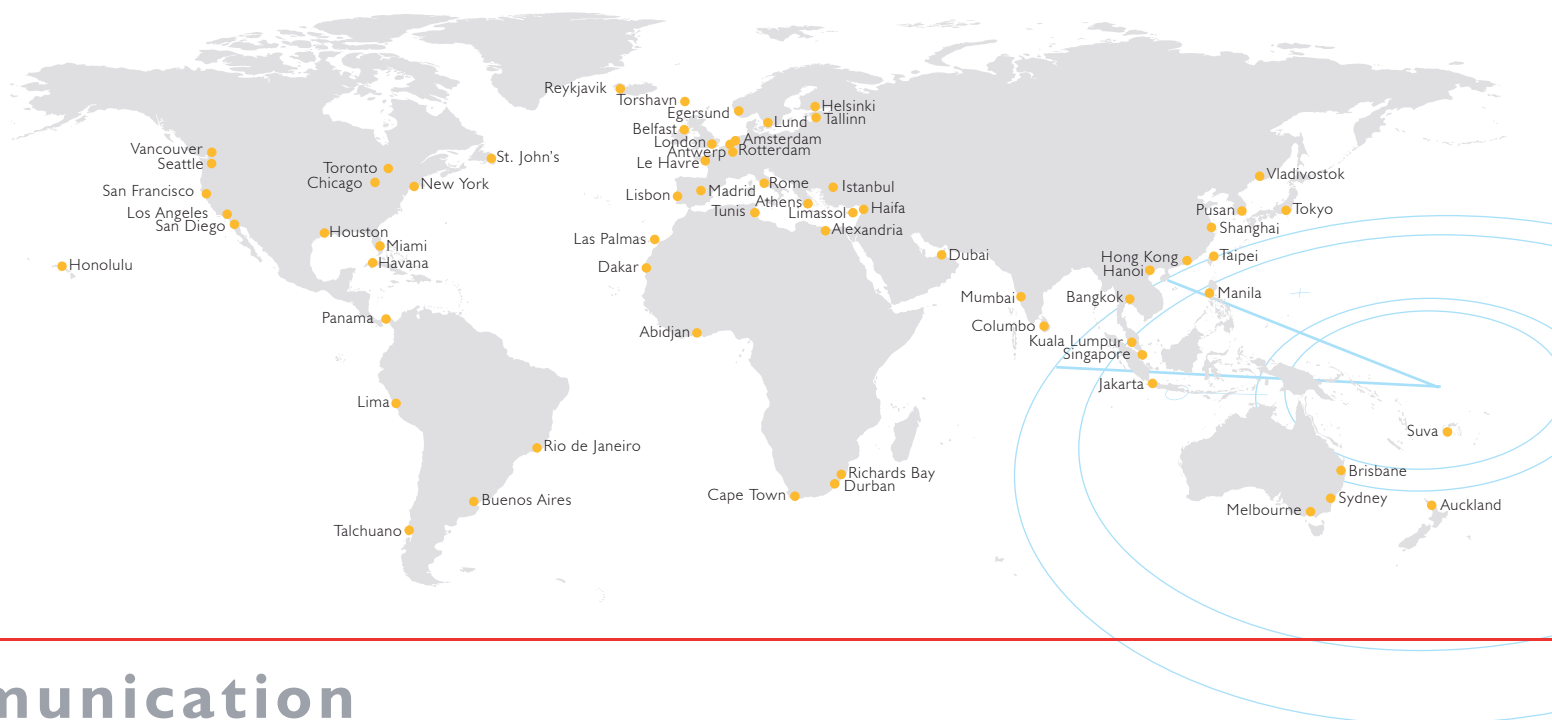 Reykjavik
Torshavn
Egersund
Helsinki
Lund
Tallinn
Belfast
London
Amsterdam
Antwerp
Rotterdam
Le Havre
Vancouver
Seattle
Toronto
Chicago
St. John's
New York
San Francisco
Los Angeles
San Diego
Houston
Miami
Havana
Honolulu
Panama
Lima
Rio de Janeiro
Buenos Aires
Talchuano
Lisbon
Madrid
Rome
Istanbul
Tunis
Athens
Limassol
Haifa
Alexandria
Las Palmas
Dakar
Abidjan
Dubai
Richards Bay
Durban
Cape Town
Vladivostok
Pusan
Tokyo
Shanghai
Hong Kong
Taipei
Hanoi
Mumbai
Bangkok
Manila
Columbo
Kuala Lumpur
Singapore
Jakarta
Suva
Brisbane
Sydney
Melbourne
Auckland
munication